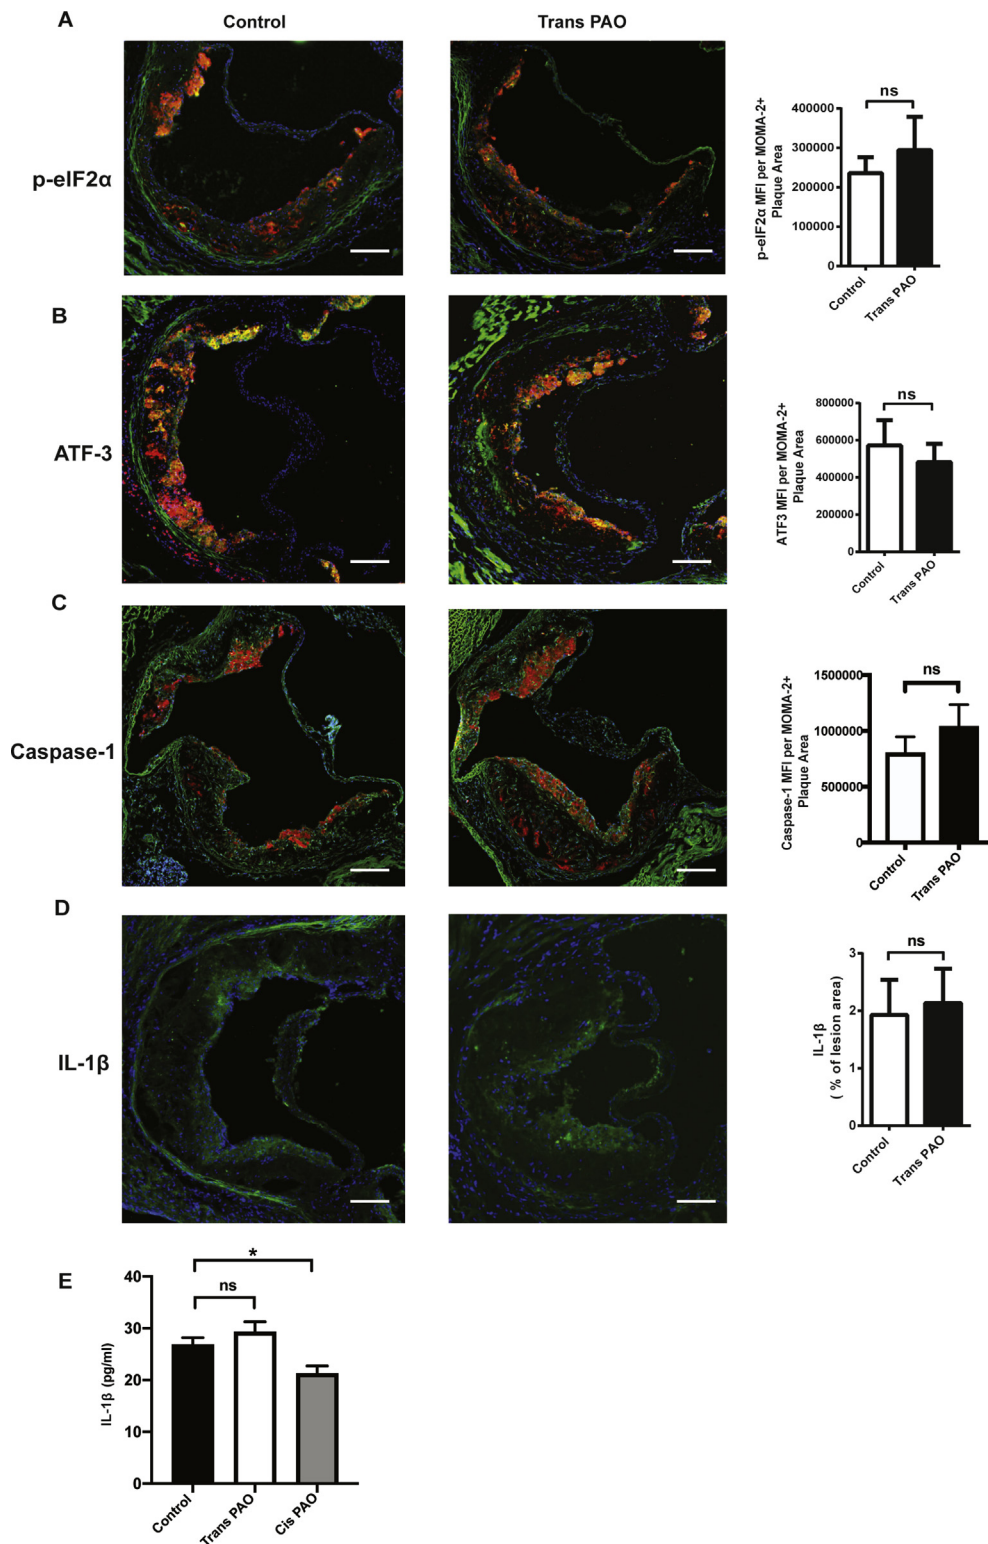 A
Control
Trans PAO
p-eIF2α
p-eIF2α MFI per MOMA-2+
Plaque Area
400000
300000
200000
100000
0
ns
Control
Trans PAO
B
ATF-3
ATF3 MFI per MOMA-2+
Plaque Area
800000
600000
400000
200000
0
ns
Control
Trans PAO
C
Caspase-1
Caspase-1 MFI per MOMA-2+
Plaque Area
1500000
1000000
500000
0
ns
Control
Trans PAO
D
IL-1β
IL-1β
( % of lesion area)
3
2
1
0
ns
Control
Trans PAO
E
IL-1β (pg/ml)
40
30
20
10
0
*
ns
Control
Trans PAO
Cis PAO